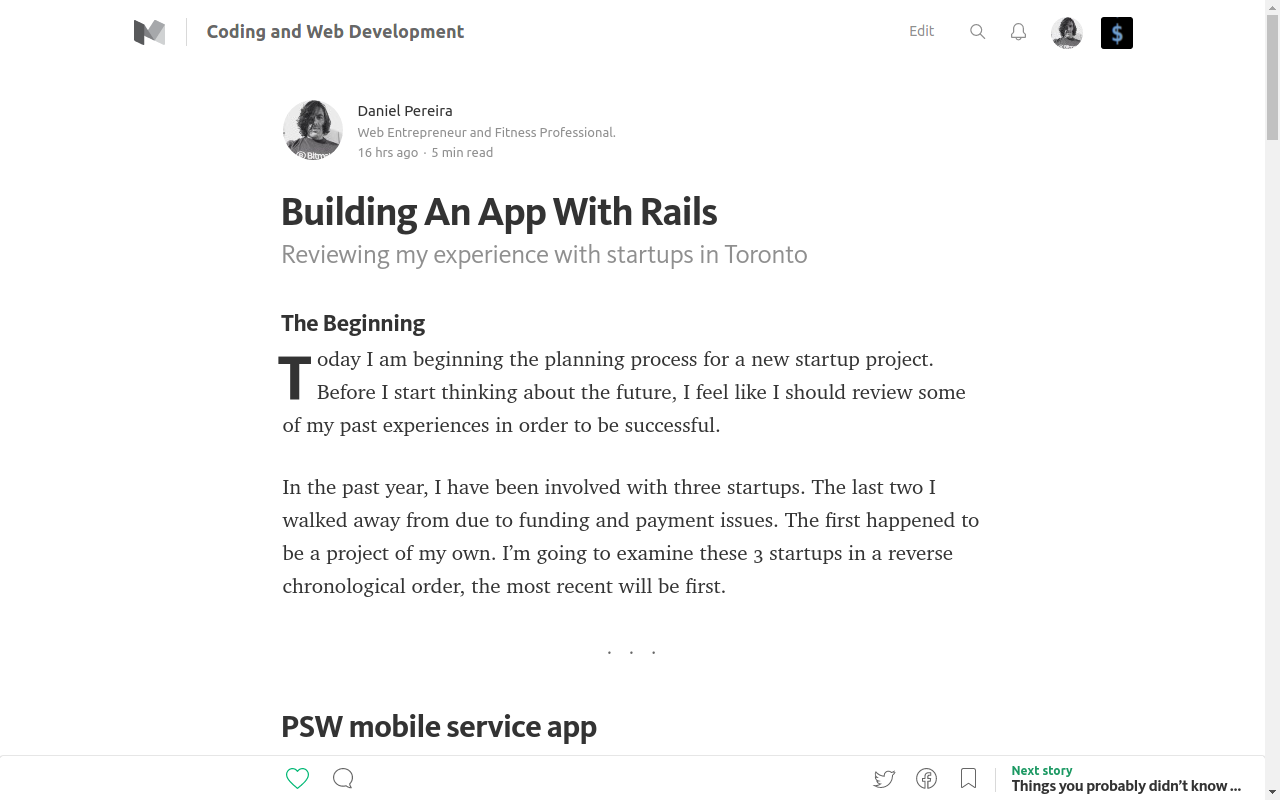 Coding and Web Development
Edit
$
Daniel Pereira
Web Entrepreneur and Fitness Professional.
16 hrs ago · 5 min read
Building An App With Rails
Reviewing my experience with startups in Toronto
The Beginning
Today I am beginning the planning process for a new startup project.
Before I start thinking about the future, I feel like I should review some
of my past experiences in order to be successful.
In the past year, I have been involved with three startups. The last two I
walked away from due to funding and payment issues. The first happened to
be a project of my own. I’m going to examine these 3 startups in a reverse
chronological order, the most recent will be first.
. . .
PSW mobile service app
Next story
Things you probably didn’t know ...